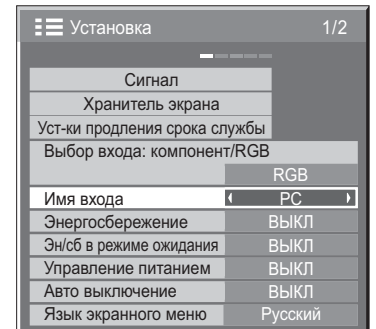 Установка 1/2
Сигнал
Хранитель экрана
Уст-ки продления срока службы
Выбор входа: компонент/RGB
RGB
Имя входа PC
Энергосбережение ВЫКЛ
Эн/сб в режиме ожидания ВЫКЛ
Управление питанием ВЫКЛ
Авто выключение ВЫКЛ
Язык экранного меню Русский